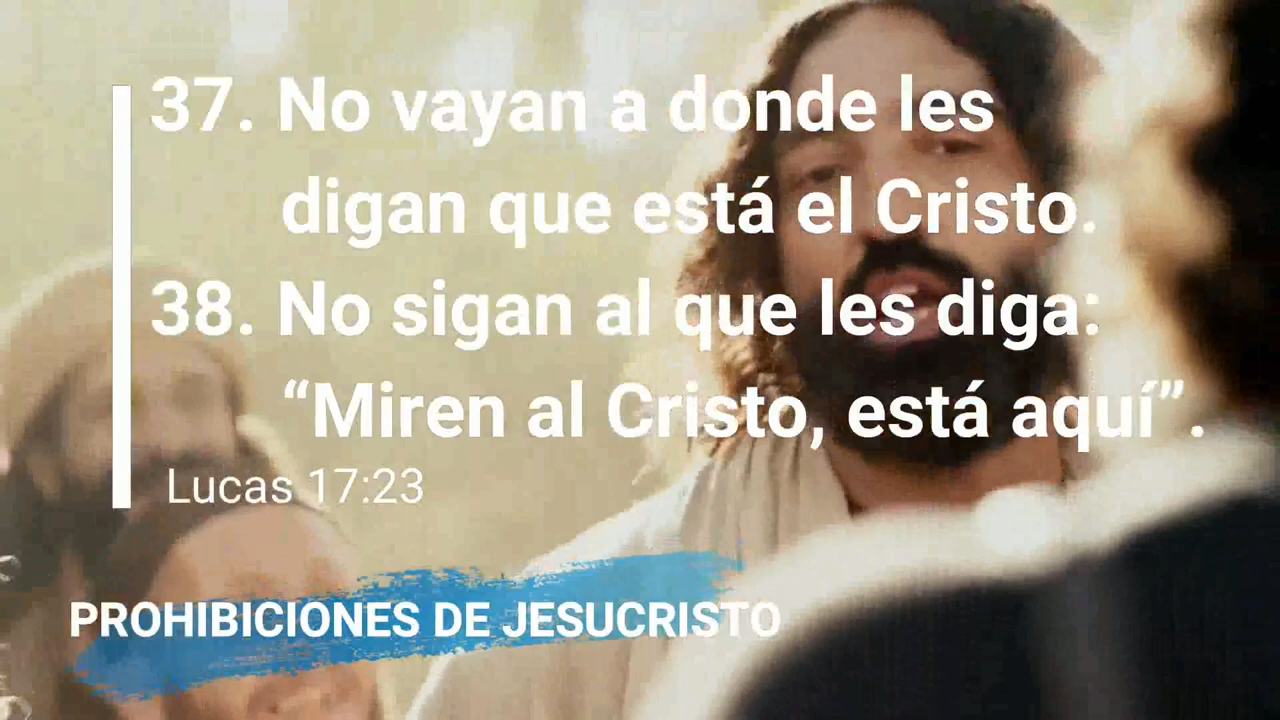 37. No vayan a donde les
digan que está el Cristo.
38. No sigan al que les diga:
“Miren al Cristo, está aquí”.
Lucas 17:23
PROHIBICIONES DE JESUCRISTO